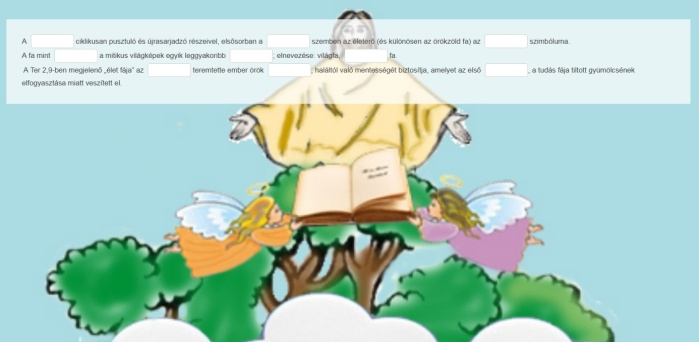 A ciklikusan pusztuló és újrasarjadzó részeivel, elsősorban a szemben az életerő (és különösen az örökzöld fa) az szimbóluma.
A fa mint a mitikus világképek egyik leggyakoribb ; elnevezése: világfa, fa.
A Ter 2,9-ben megjelenő „élet fája” az teremtette ember örök , haláltól való mentességét biztosítja, amelyet az első , a tudás fája tiltott gyümölcsének
elfogyasztása miatt veszített el.